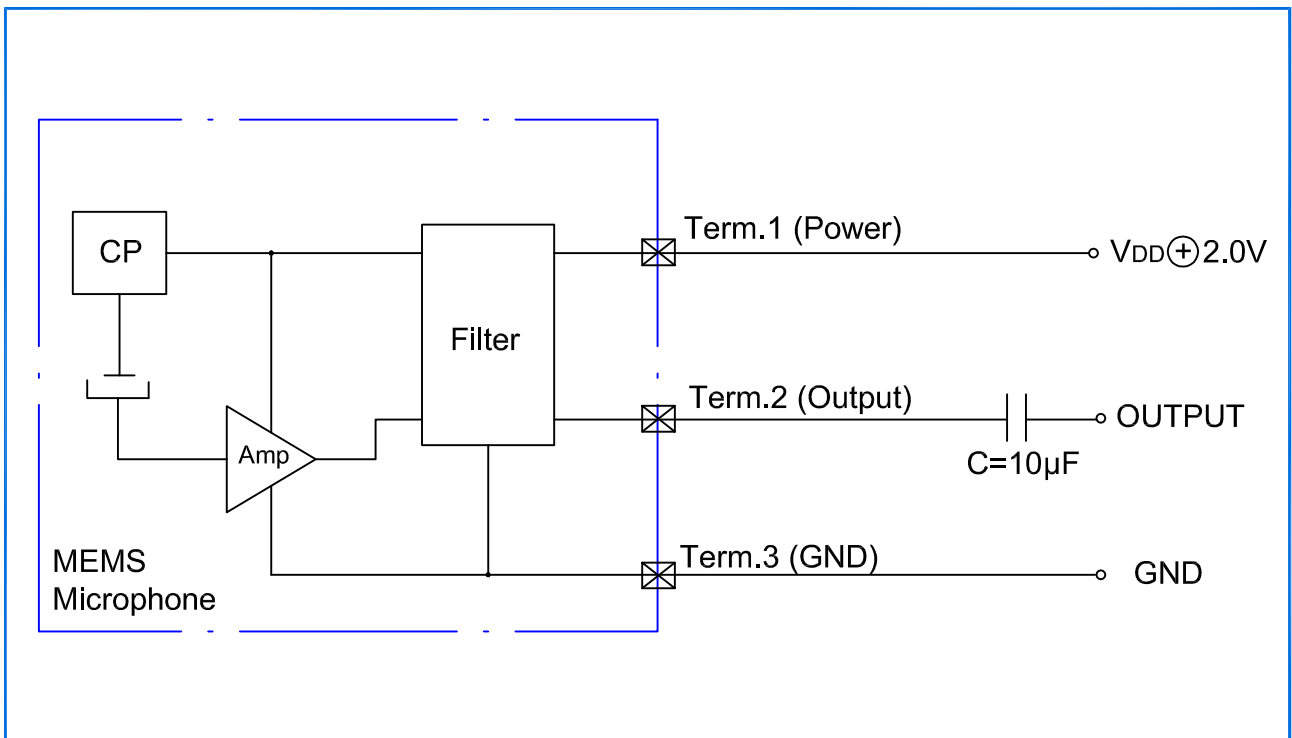 CP
Term.1 (Power)
VDD⊕2.0V
Filter
Term.2 (Output)
OUTPUT
C=10µF
Amp
MEMS
Microphone
Term.3 (GND)
GND